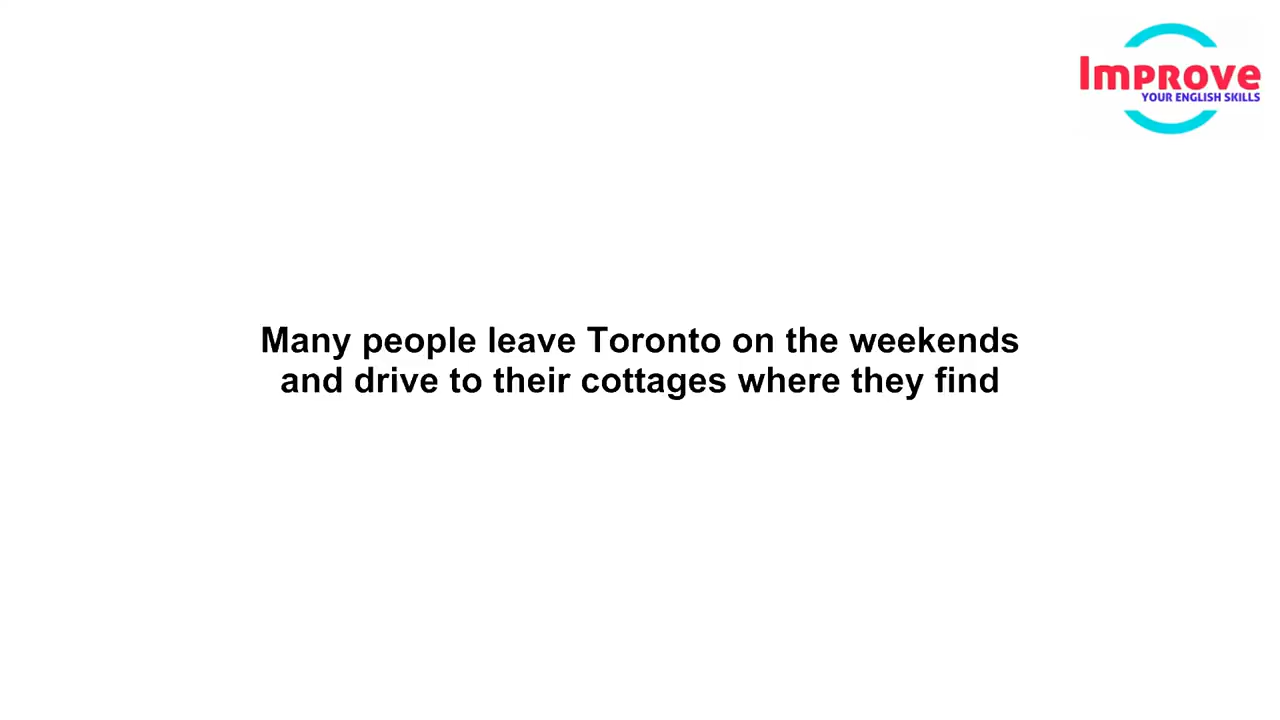 Improve
YOUR ENGLISH SKILLS
Many people leave Toronto on the weekends
and drive to their cottages where they find